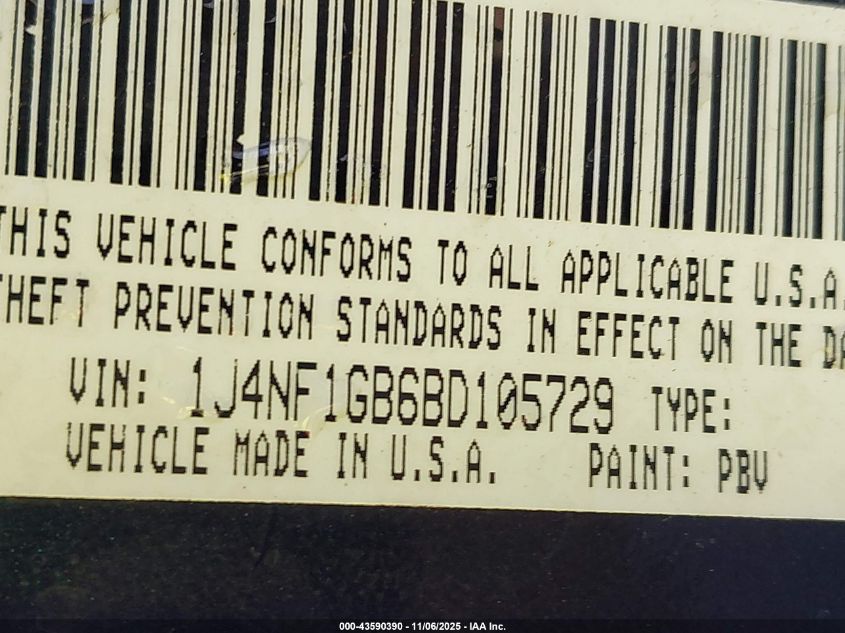 THIS VEHICLE CONFORMS TO ALL APPLICABLE U.S.A.
THEFT PREVENTION STANDARDS IN EFFECT ON THE DA
VIN: 1J4NF1GB6BD105729 TYPE:
VEHICLE MADE IN U.S.A. PAINT: PBV
000-43590390 - 11/06/2025 - IAA Inc.